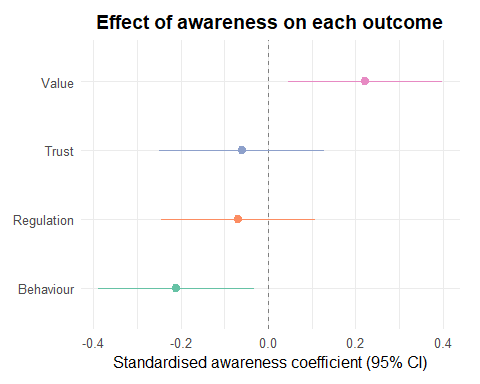 Effect of awareness on each outcome
Value
Trust
Regulation
Behaviour
-0.4 -0.2 0.0 0.2 0.4
Standardised awareness coefficient (95% CI)